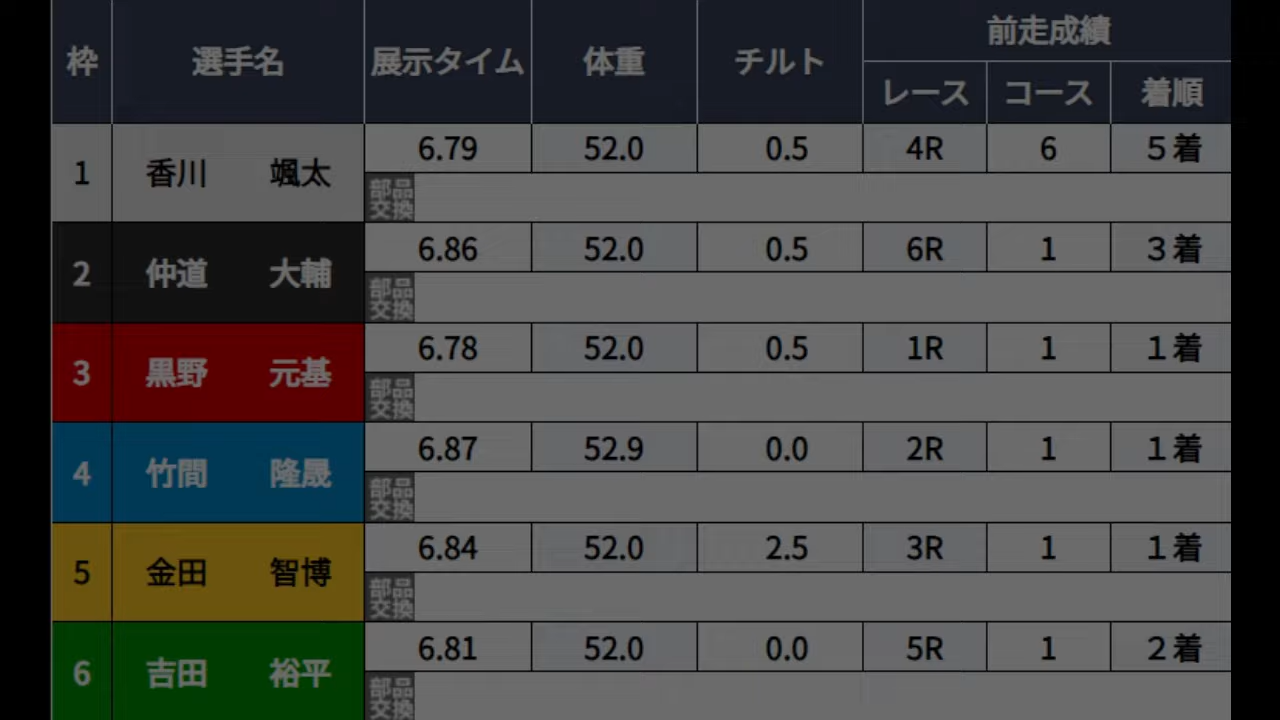 枠 選手名 展示タイム 体重 チルト 前走成績
レース コース 着順
1 香川 颯太 6.79 52.0 0.5 4R 6 5着
部品交換
2 仲道 大輔 6.86 52.0 0.5 6R 1 3着
部品交換
3 黒野 元基 6.78 52.0 0.5 1R 1 1着
部品交換
4 竹間 隆晟 6.87 52.9 0.0 2R 1 1着
部品交換
5 金田 智博 6.84 52.0 2.5 3R 1 1着
部品交換
6 吉田 裕平 6.81 52.0 0.0 5R 1 2着
部品交換